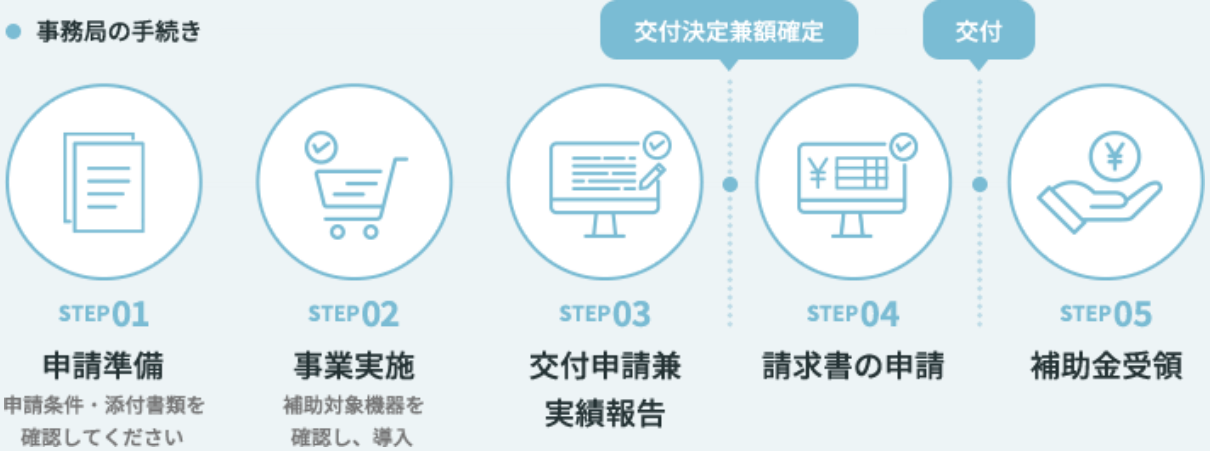 事務局の手続き
交付決定兼額確定
交付
¥
¥
STEP01
申請準備
申請条件・添付書類を
確認してください
STEP02
事業実施
補助対象機器を
確認し、導入
STEP03
交付申請兼
実績報告
STEP04
請求書の申請
STEP05
補助金受領